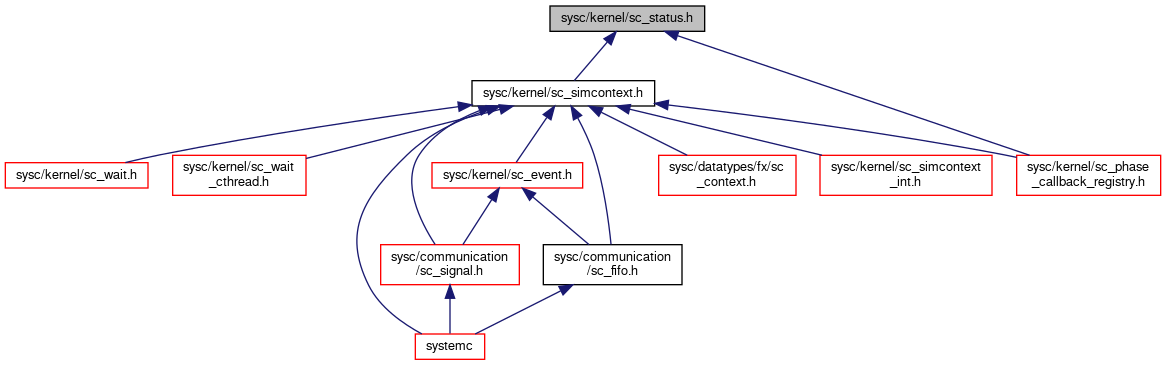 sysc/kernel/sc_status.h
sysc/kernel/sc_simcontext.h
sysc/kernel/sc_wait.h
sysc/kernel/sc_wait
_cthread.h
sysc/kernel/sc_event.h
sysc/datatypes/fx/sc
_context.h
sysc/kernel/sc_simcontext
_int.h
sysc/kernel/sc_phase
_callback_registry.h
sysc/communication
/sc_signal.h
sysc/communication
/sc_fifo.h
systemc